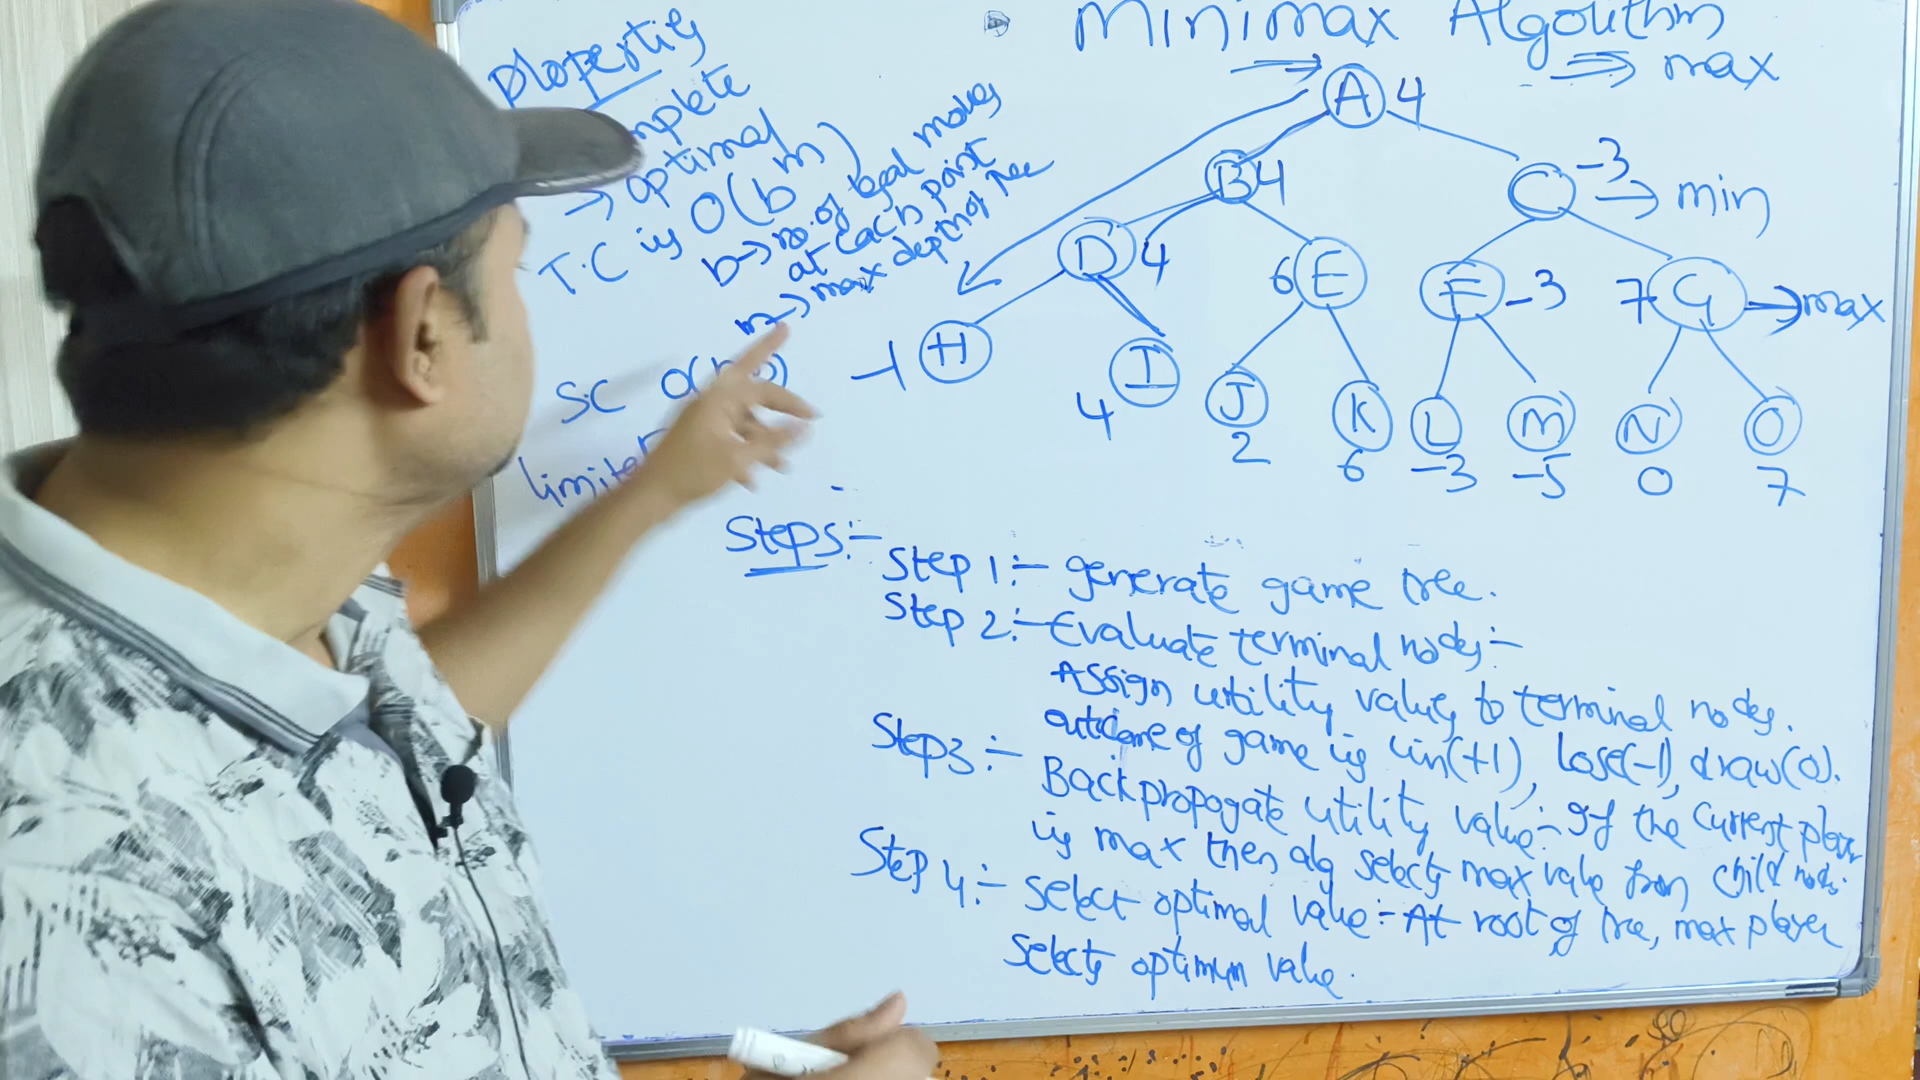 Minimax Algorithm
Properties
mplete
→ optimal
T.C is O(b m)
b → no. of legal moves
at each point
m → max depth of tree
S.C O(
limita
⇒ max
A 4
B 4
C -3
→ min
D 4
6 E
F -3
7 G
→ max
H
-1
I
4
J
2
K
6
L
-3
M
-5
N
0
O
7
Steps:-
Step 1:- generate game tree.
Step 2:- Evaluate terminal nodes:-
Assign utility values to terminal nodes.
outcome of game is win(+1), lose(-1), draw(0).
Step3:- Backpropogate utility value:- If the current player
is max then alg selects max value from child nodes.
Step 4:- select optimal value:- At root of tree, max player
selects optimum value.